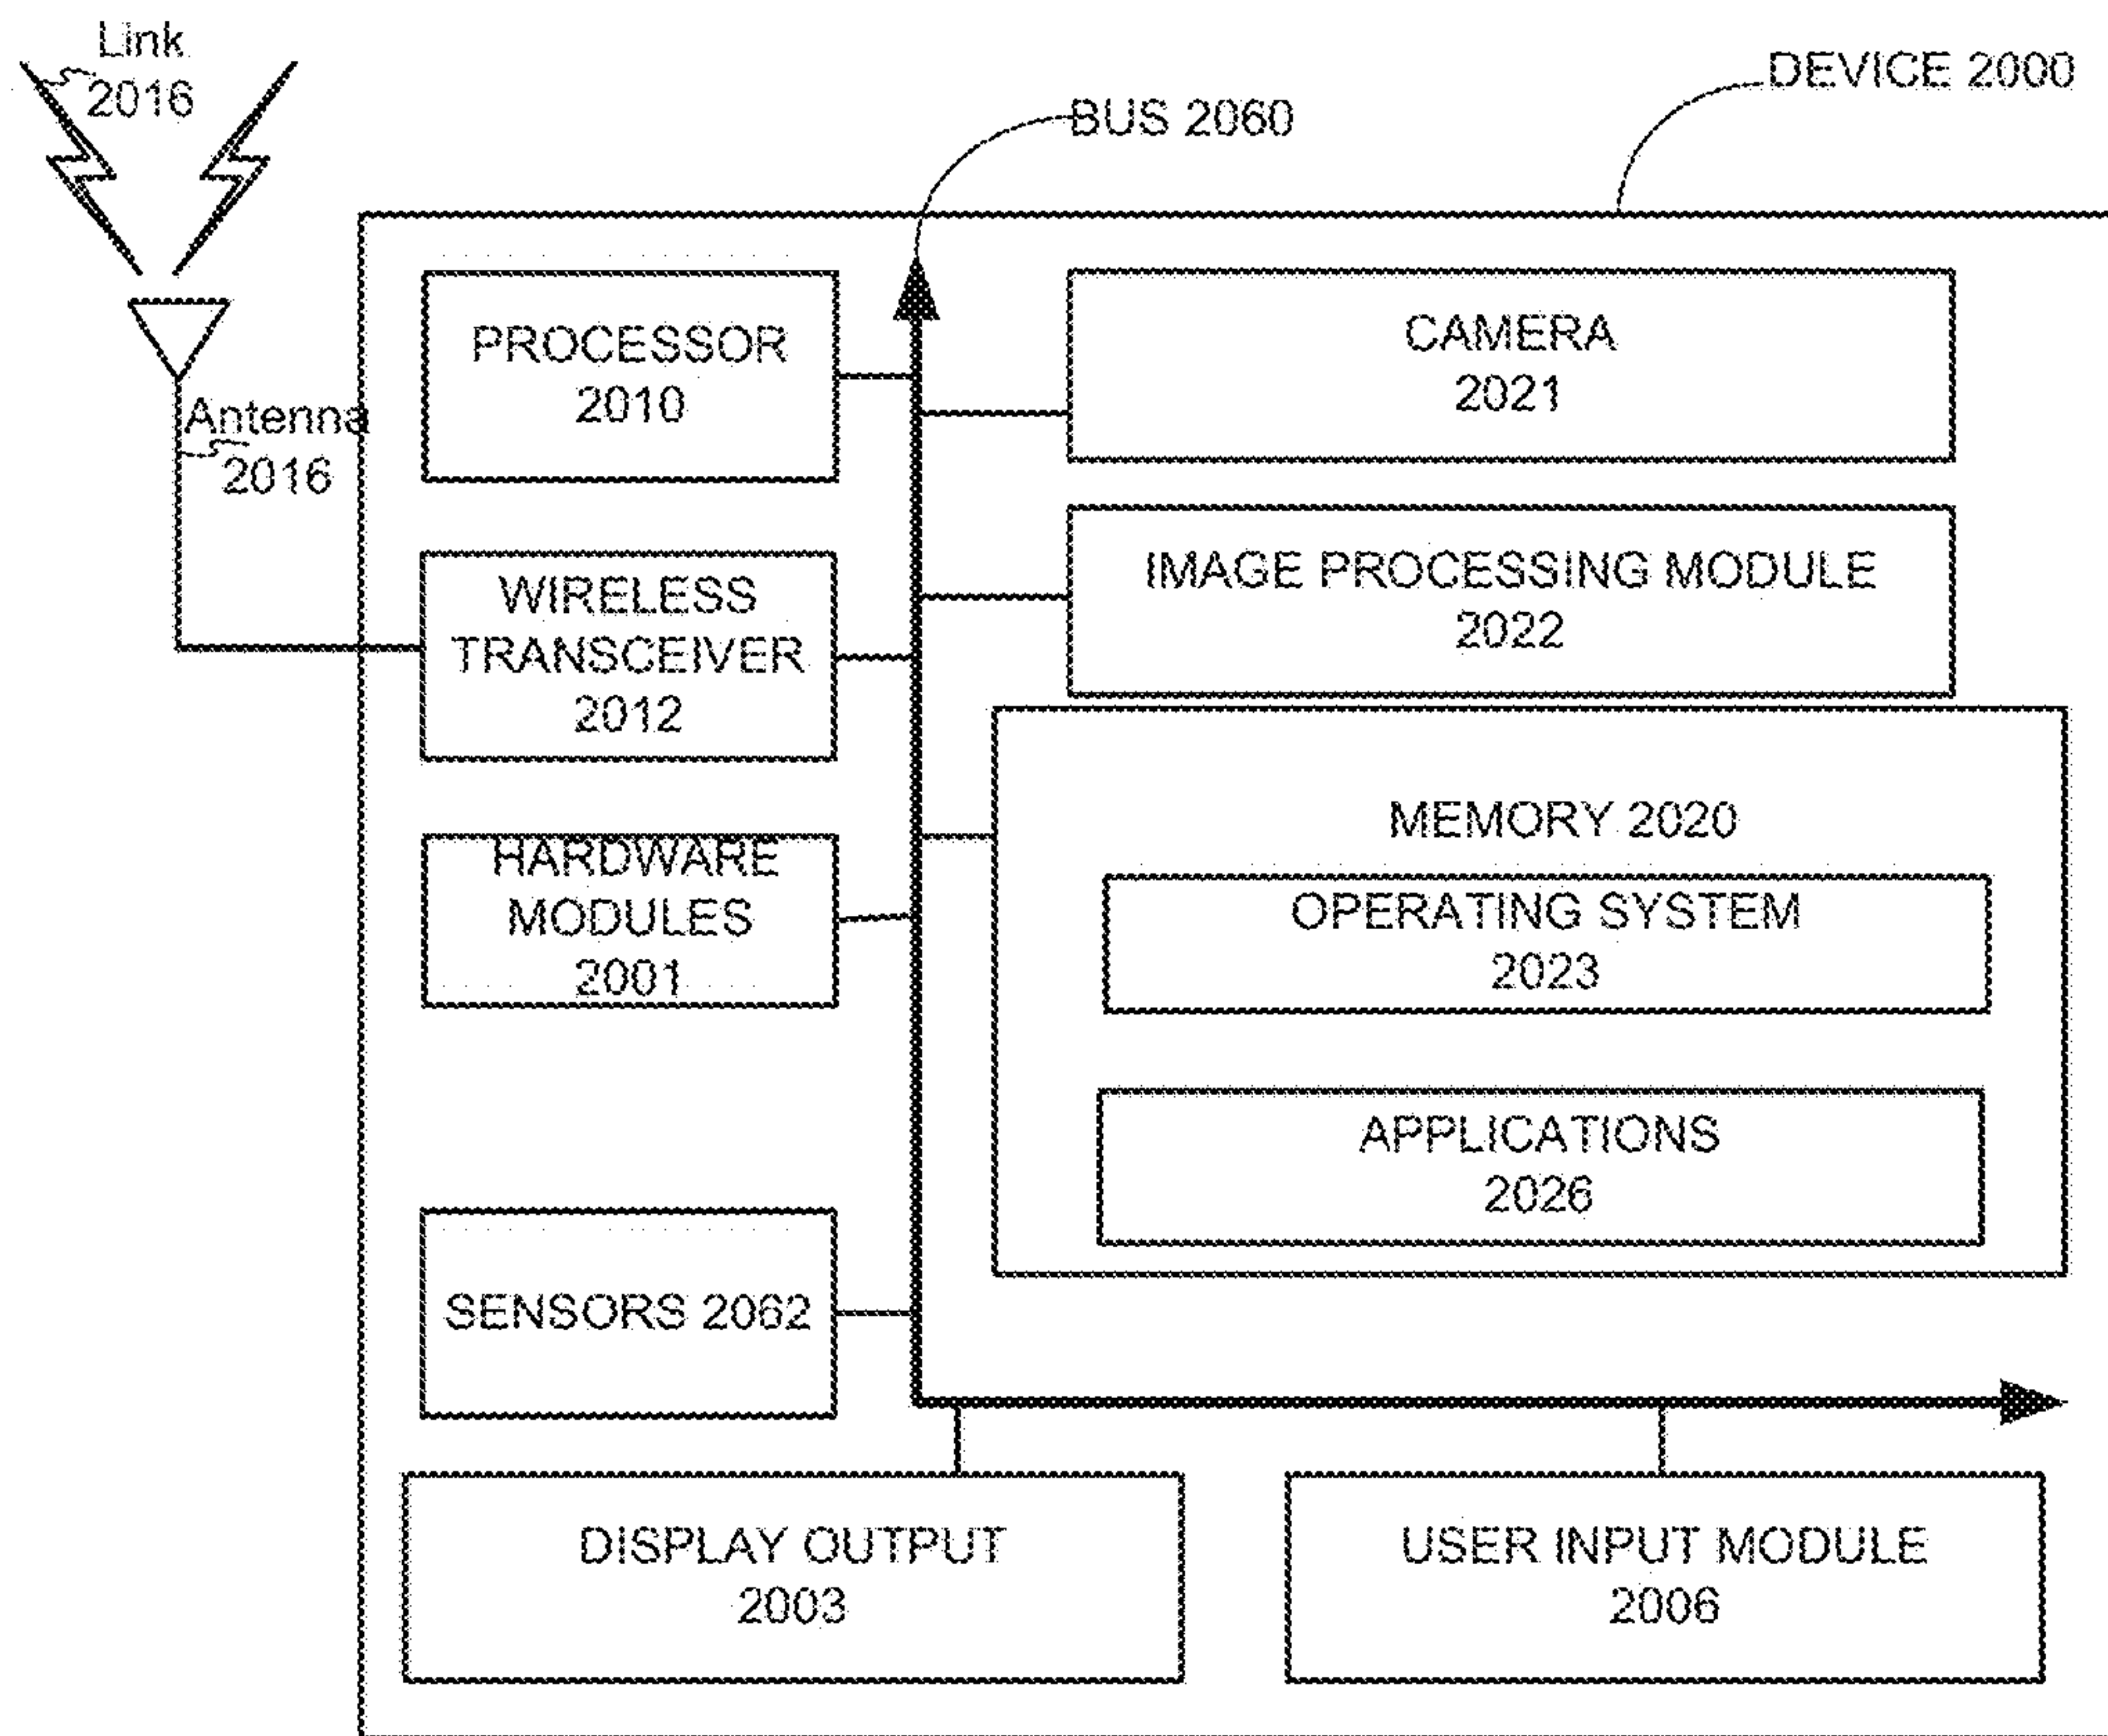 Link
2016
DEVICE 2000
BUS 2060
PROCESSOR
2010
CAMERA
2021
Antenna
2016
IMAGE PROCESSING MODULE
2022
WIRELESS
TRANSCEIVER
2012
MEMORY 2020
HARDWARE
MODULES
2001
OPERATING SYSTEM
2023
APPLICATIONS
2026
SENSORS 2062
DISPLAY OUTPUT
2003
USER INPUT MODULE
2006